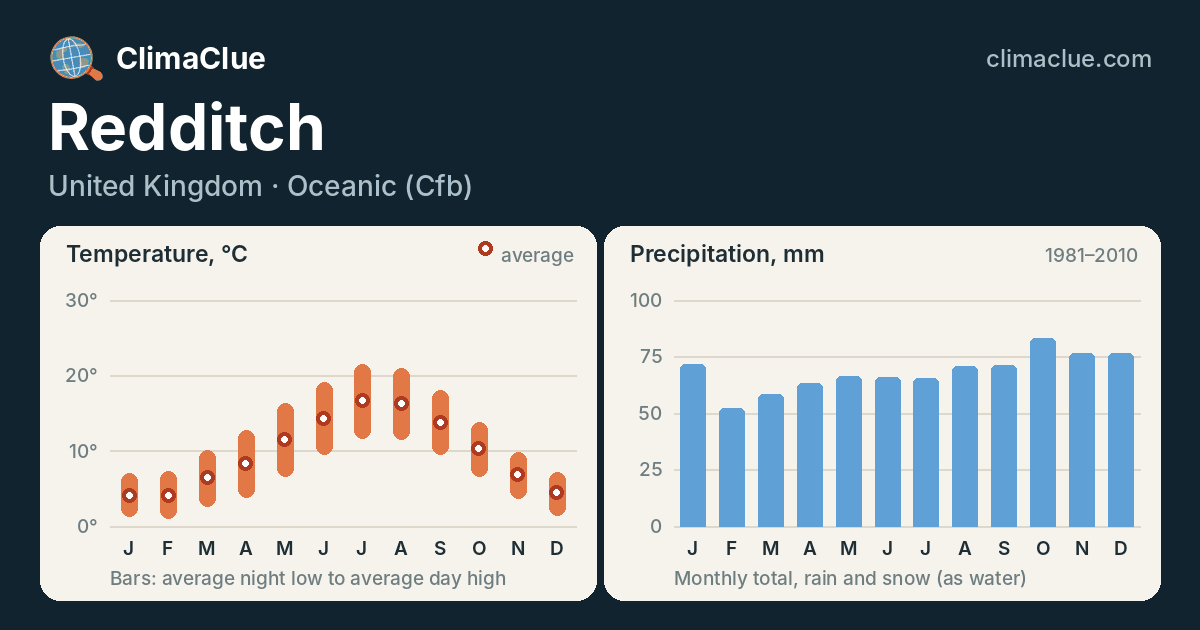 ClimaClue
climaclue.com
Redditch
United Kingdom · Oceanic (Cfb)
Temperature, °C
average
30°
20°
10°
0°
J F M A M J J A S O N D
Bars: average night low to average day high
Precipitation, mm
1981–2010
100
75
50
25
0
J F M A M J J A S O N D
Monthly total, rain and snow (as water)